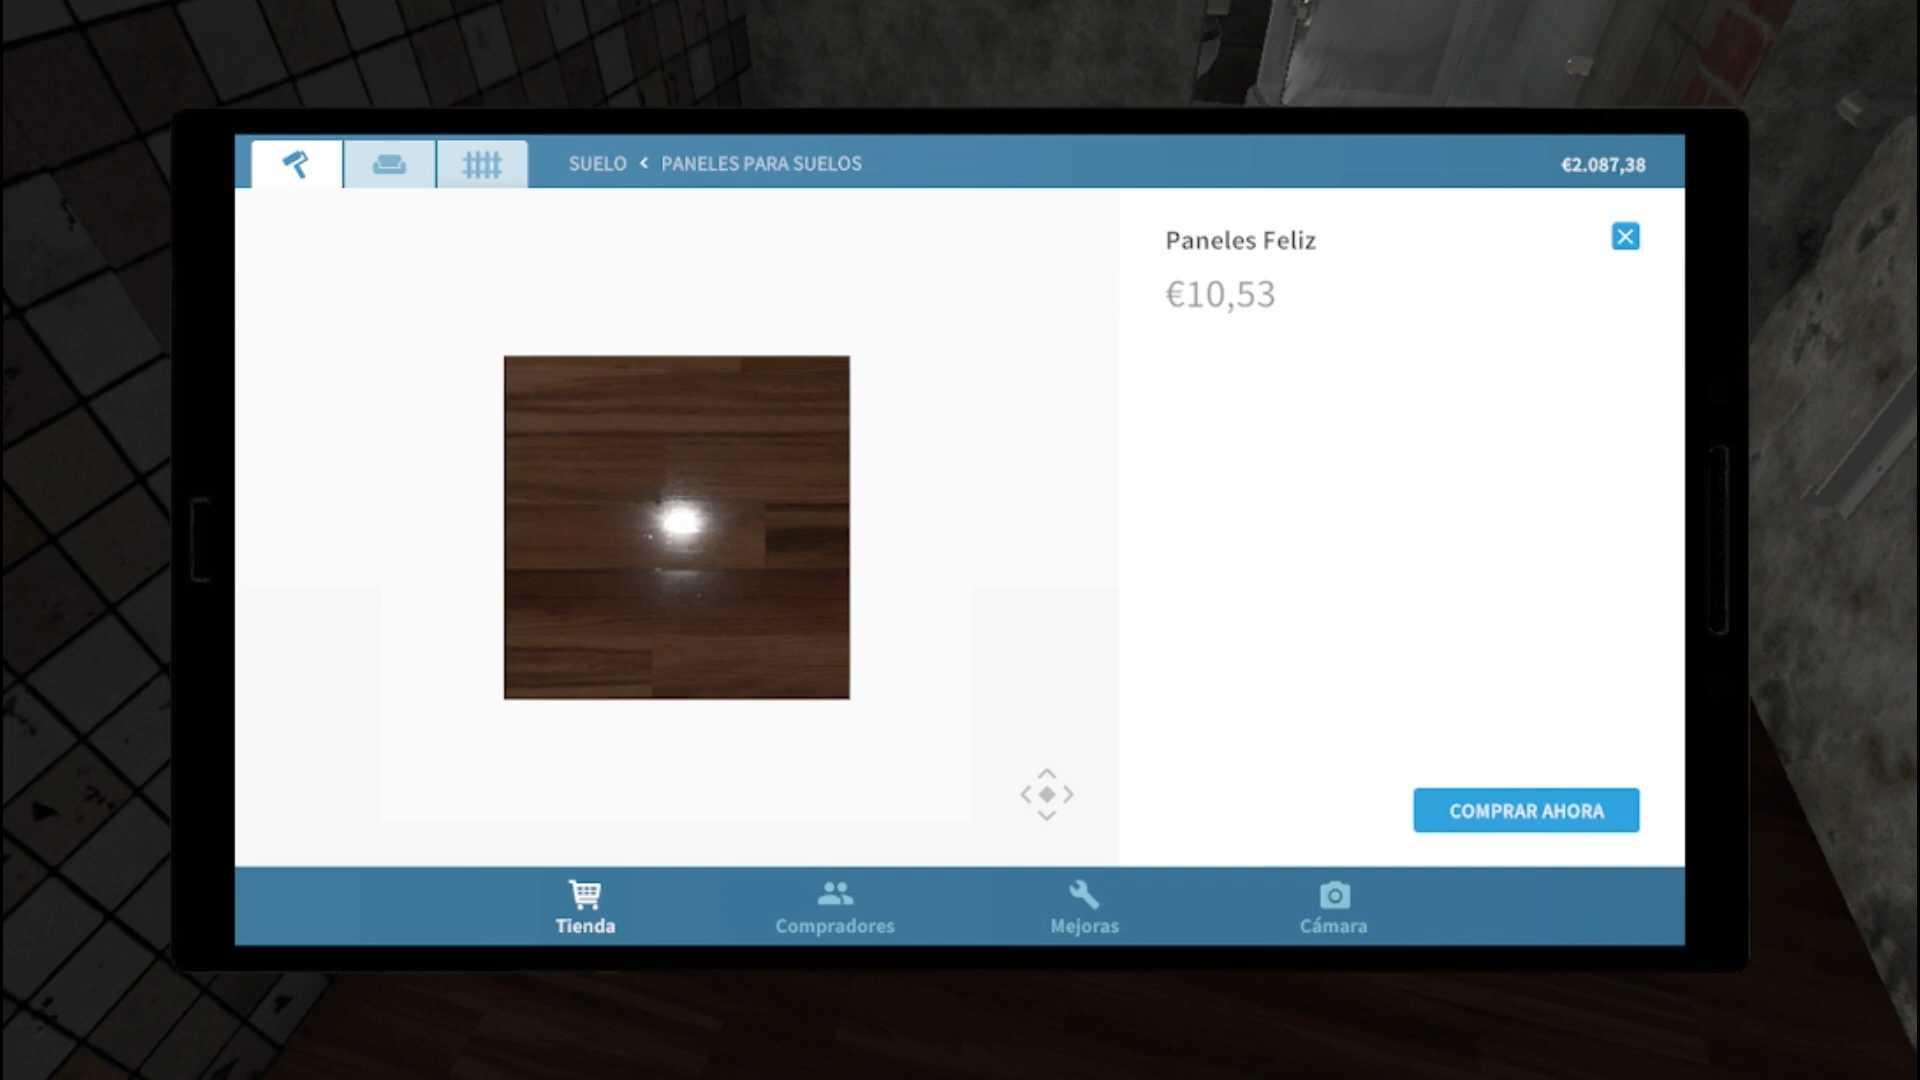 SUELO < PANELES PARA SUELOS
€2.087,38
Paneles Feliz
€10,53
COMPRAR AHORA
Tienda
Compradores
Mejoras
Cámara